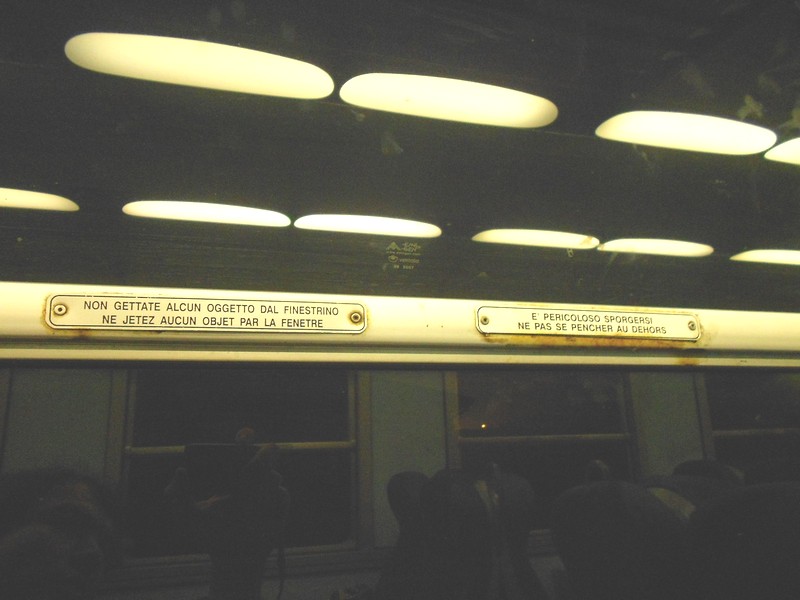 NON GETTATE ALCUN OGGETTO DAL FINESTRINO
NE JETEZ AUCUN OBJET PAR LA FENETRE
E' PERICOLOSO SPORGERSI
NE PAS SE PENCHER AU DEHORS